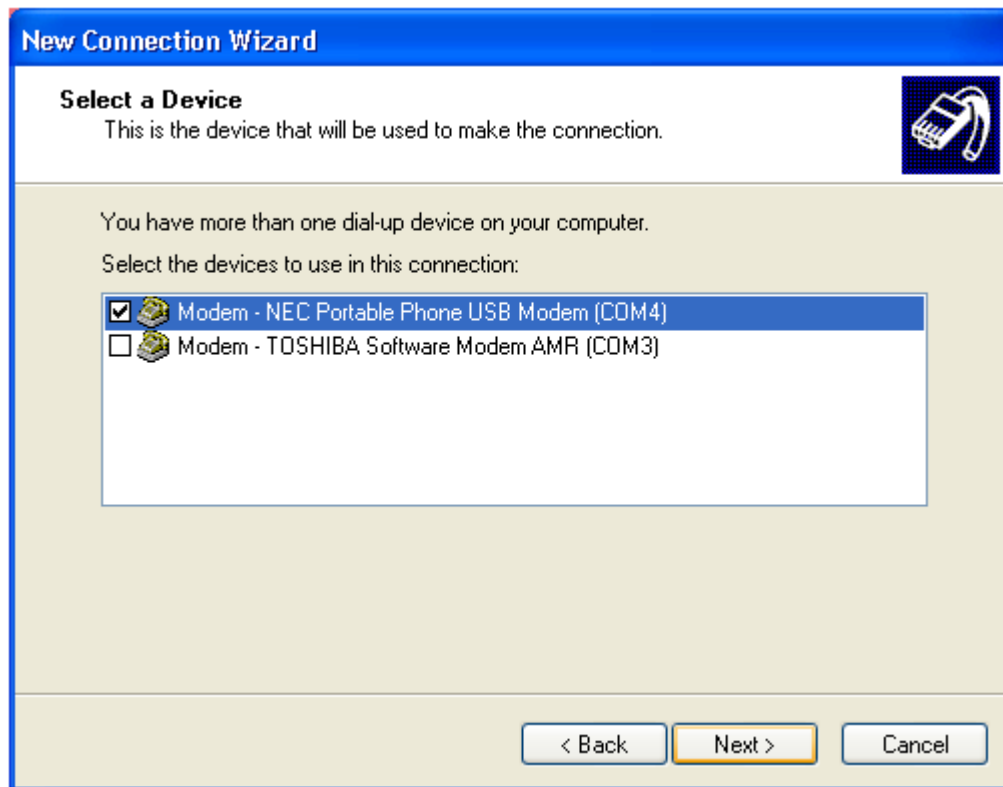 New Connection Wizard
Select a Device
This is the device that will be used to make the connection.
You have more than one dial-up device on your computer.
Select the devices to use in this connection:
Modem - NEC Portable Phone USB Modem (COM4)
Modem - TOSHIBA Software Modem AMR (COM3)
< Back Next > Cancel